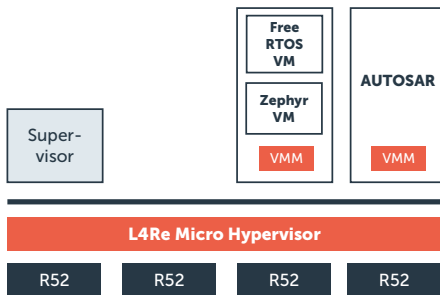 Free
RTOS
VM
Zephyr
VM
VMM
AUTOSAR
VMM
Super-
visor
L4Re Micro Hypervisor
R52
R52
R52
R52